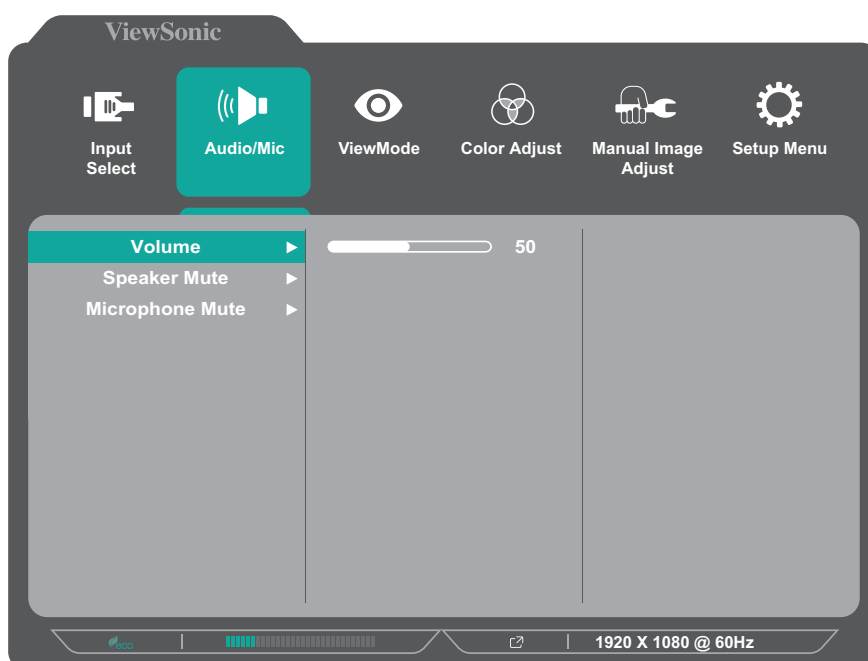 ViewSonic
Input
Select
Audio/Mic
ViewMode
Color Adjust
Manual Image
Adjust
Setup Menu
Volume
50
Speaker Mute
Microphone Mute
eco
1920 X 1080 @ 60Hz